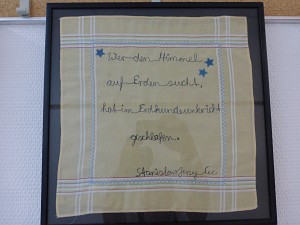 Wer den Himmel
auf Erden sucht,
hat im Erdkundeunterricht
geschlafen.
Stanislaw Jerzy Lec